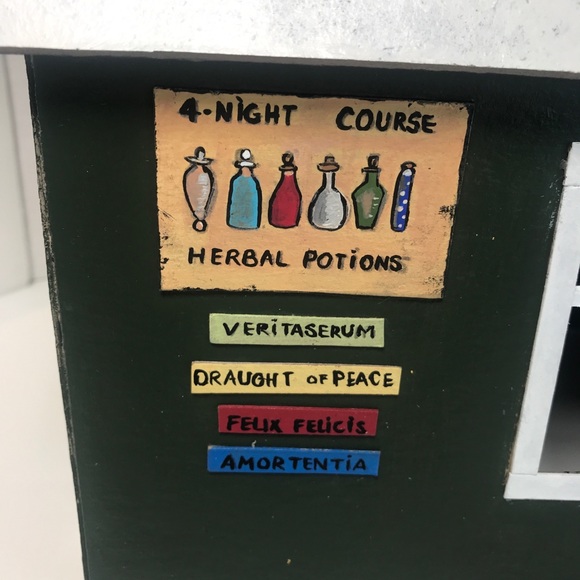 4-NIGHT COURSE
HERBAL POTIONS
VERITASERUM
DRAUGHT OF PEACE
FELIX FELICIS
AMORTENTIA